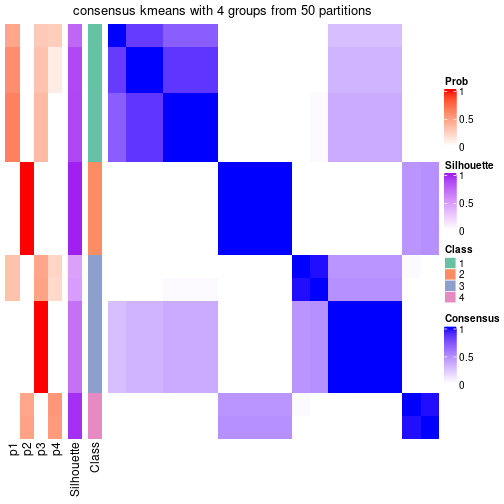 consensus kmeans with 4 groups from 50 partitions
Prob
1
0.5
0
Silhouette
1
0.5
0
Class
1
2
3
4
Consensus
1
0.5
0
p1
p2
p3
p4
Silhouette
Class